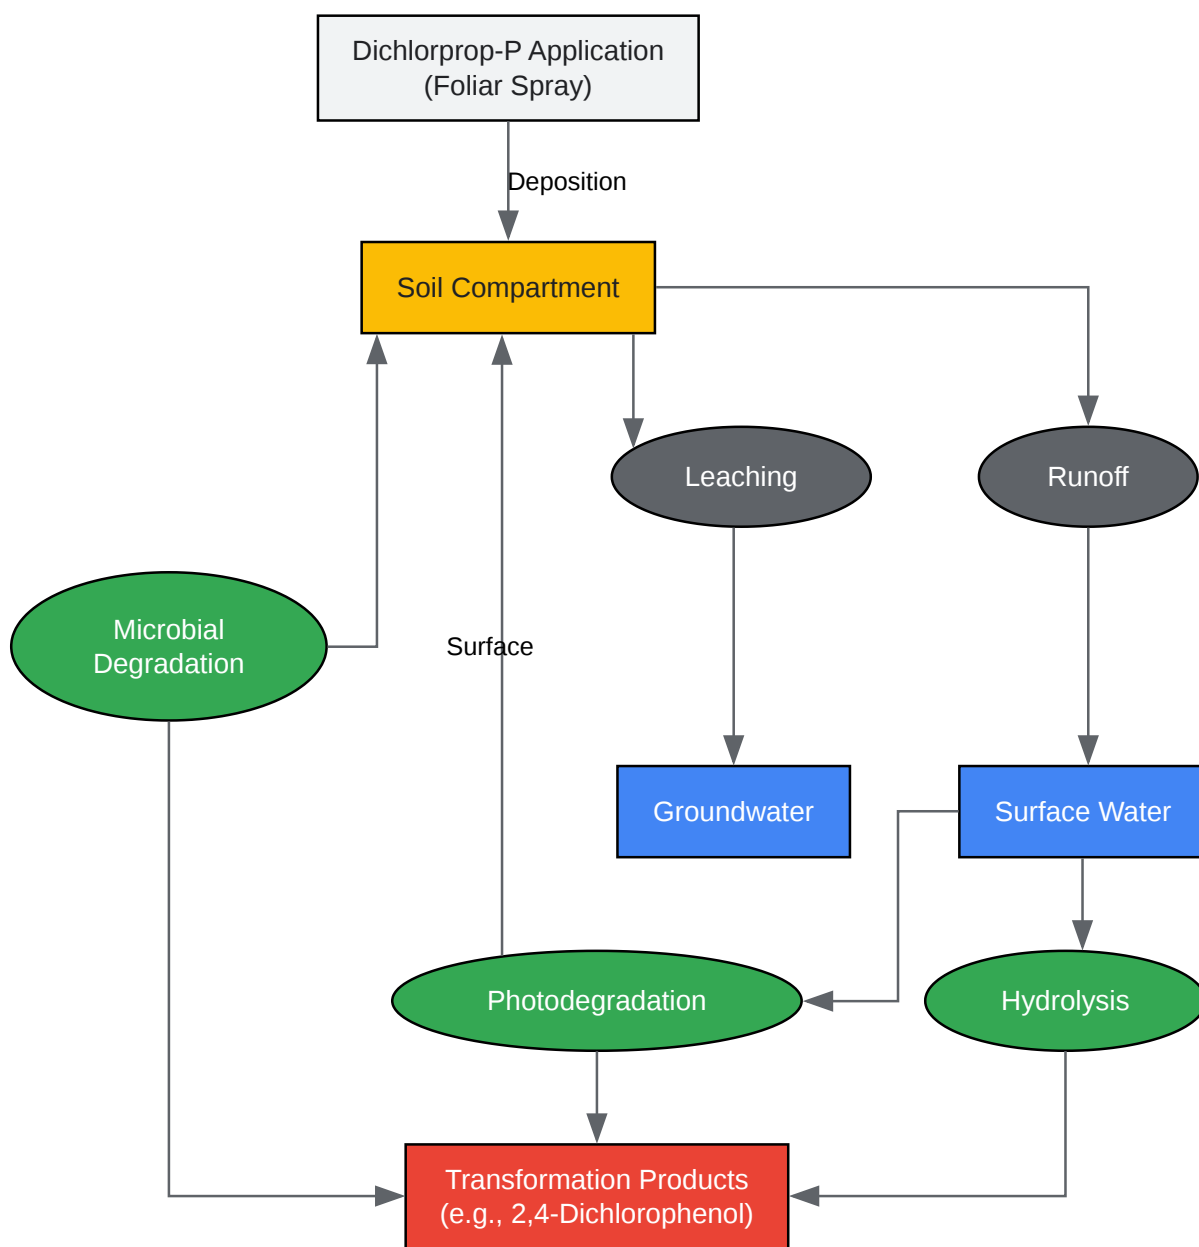 Dichlorprop-P Application
(Foliar Spray)
Deposition
Soil Compartment
Leaching
Runoff
Microbial
Degradation
Surface
Groundwater
Surface Water
Photodegradation
Hydrolysis
Transformation Products
(e.g., 2,4-Dichlorophenol)